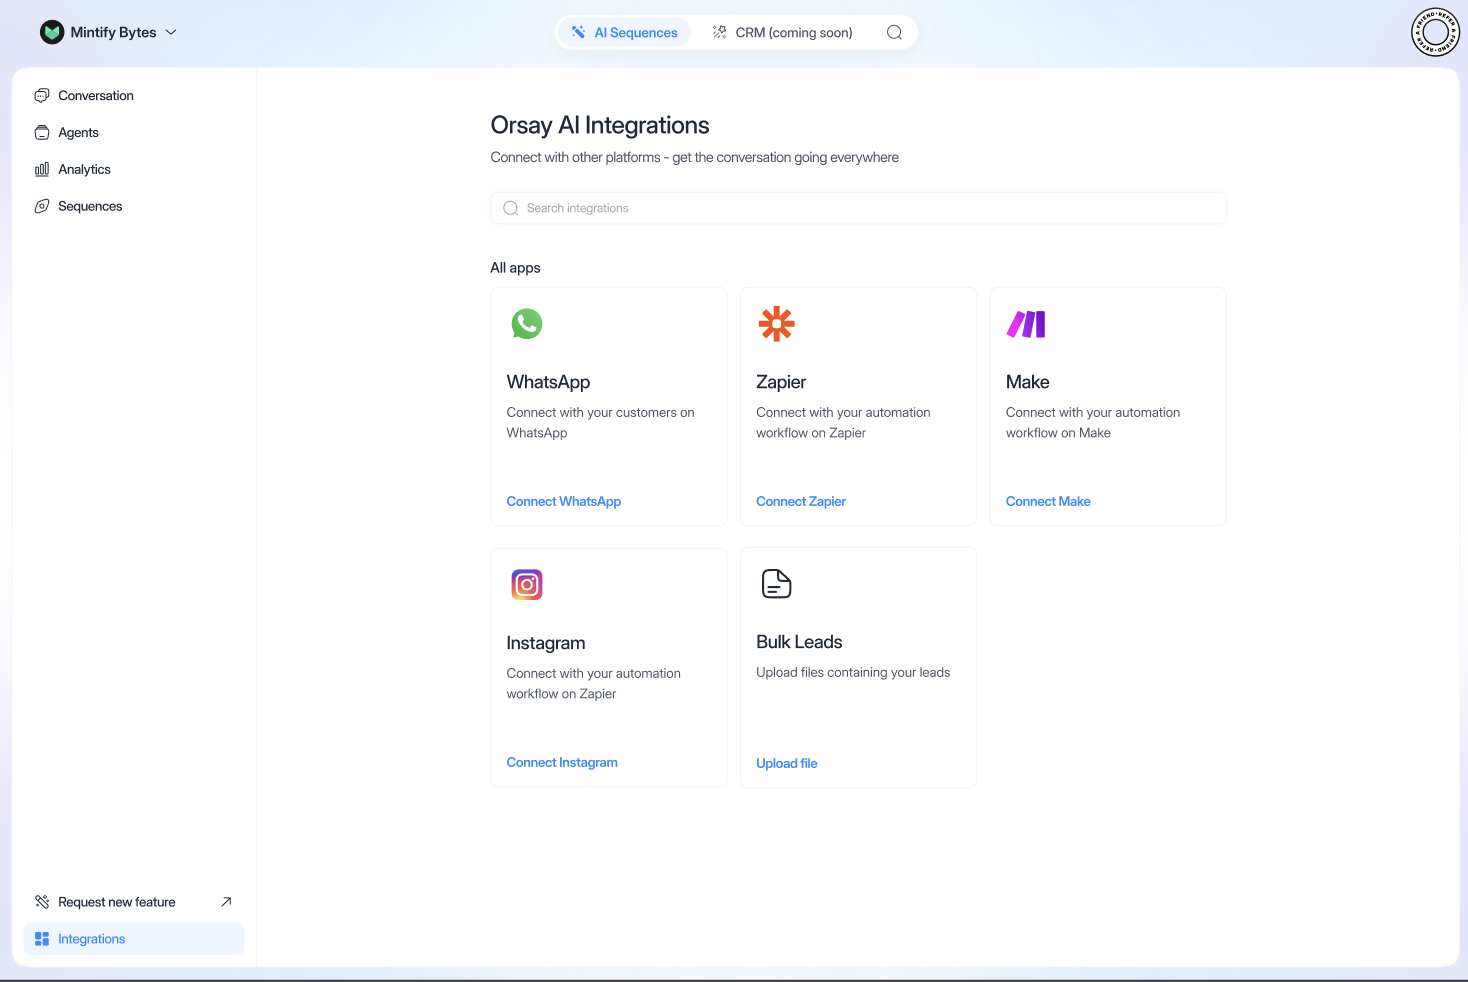 Mintify Bytes
AI Sequences
CRM (coming soon)
REFER A FRIEND • REFER A FRIEND •
Conversation
Agents
Analytics
Sequences
Orsay AI Integrations
Connect with other platforms - get the conversation going everywhere
Search integrations
All apps
WhatsApp
Connect with your customers on
WhatsApp
Connect WhatsApp
Zapier
Connect with your automation
workflow on Zapier
Connect Zapier
Make
Connect with your automation
workflow on Make
Connect Make
Instagram
Connect with your automation
workflow on Zapier
Connect Instagram
Bulk Leads
Upload files containing your leads
Upload file
Request new feature
Integrations